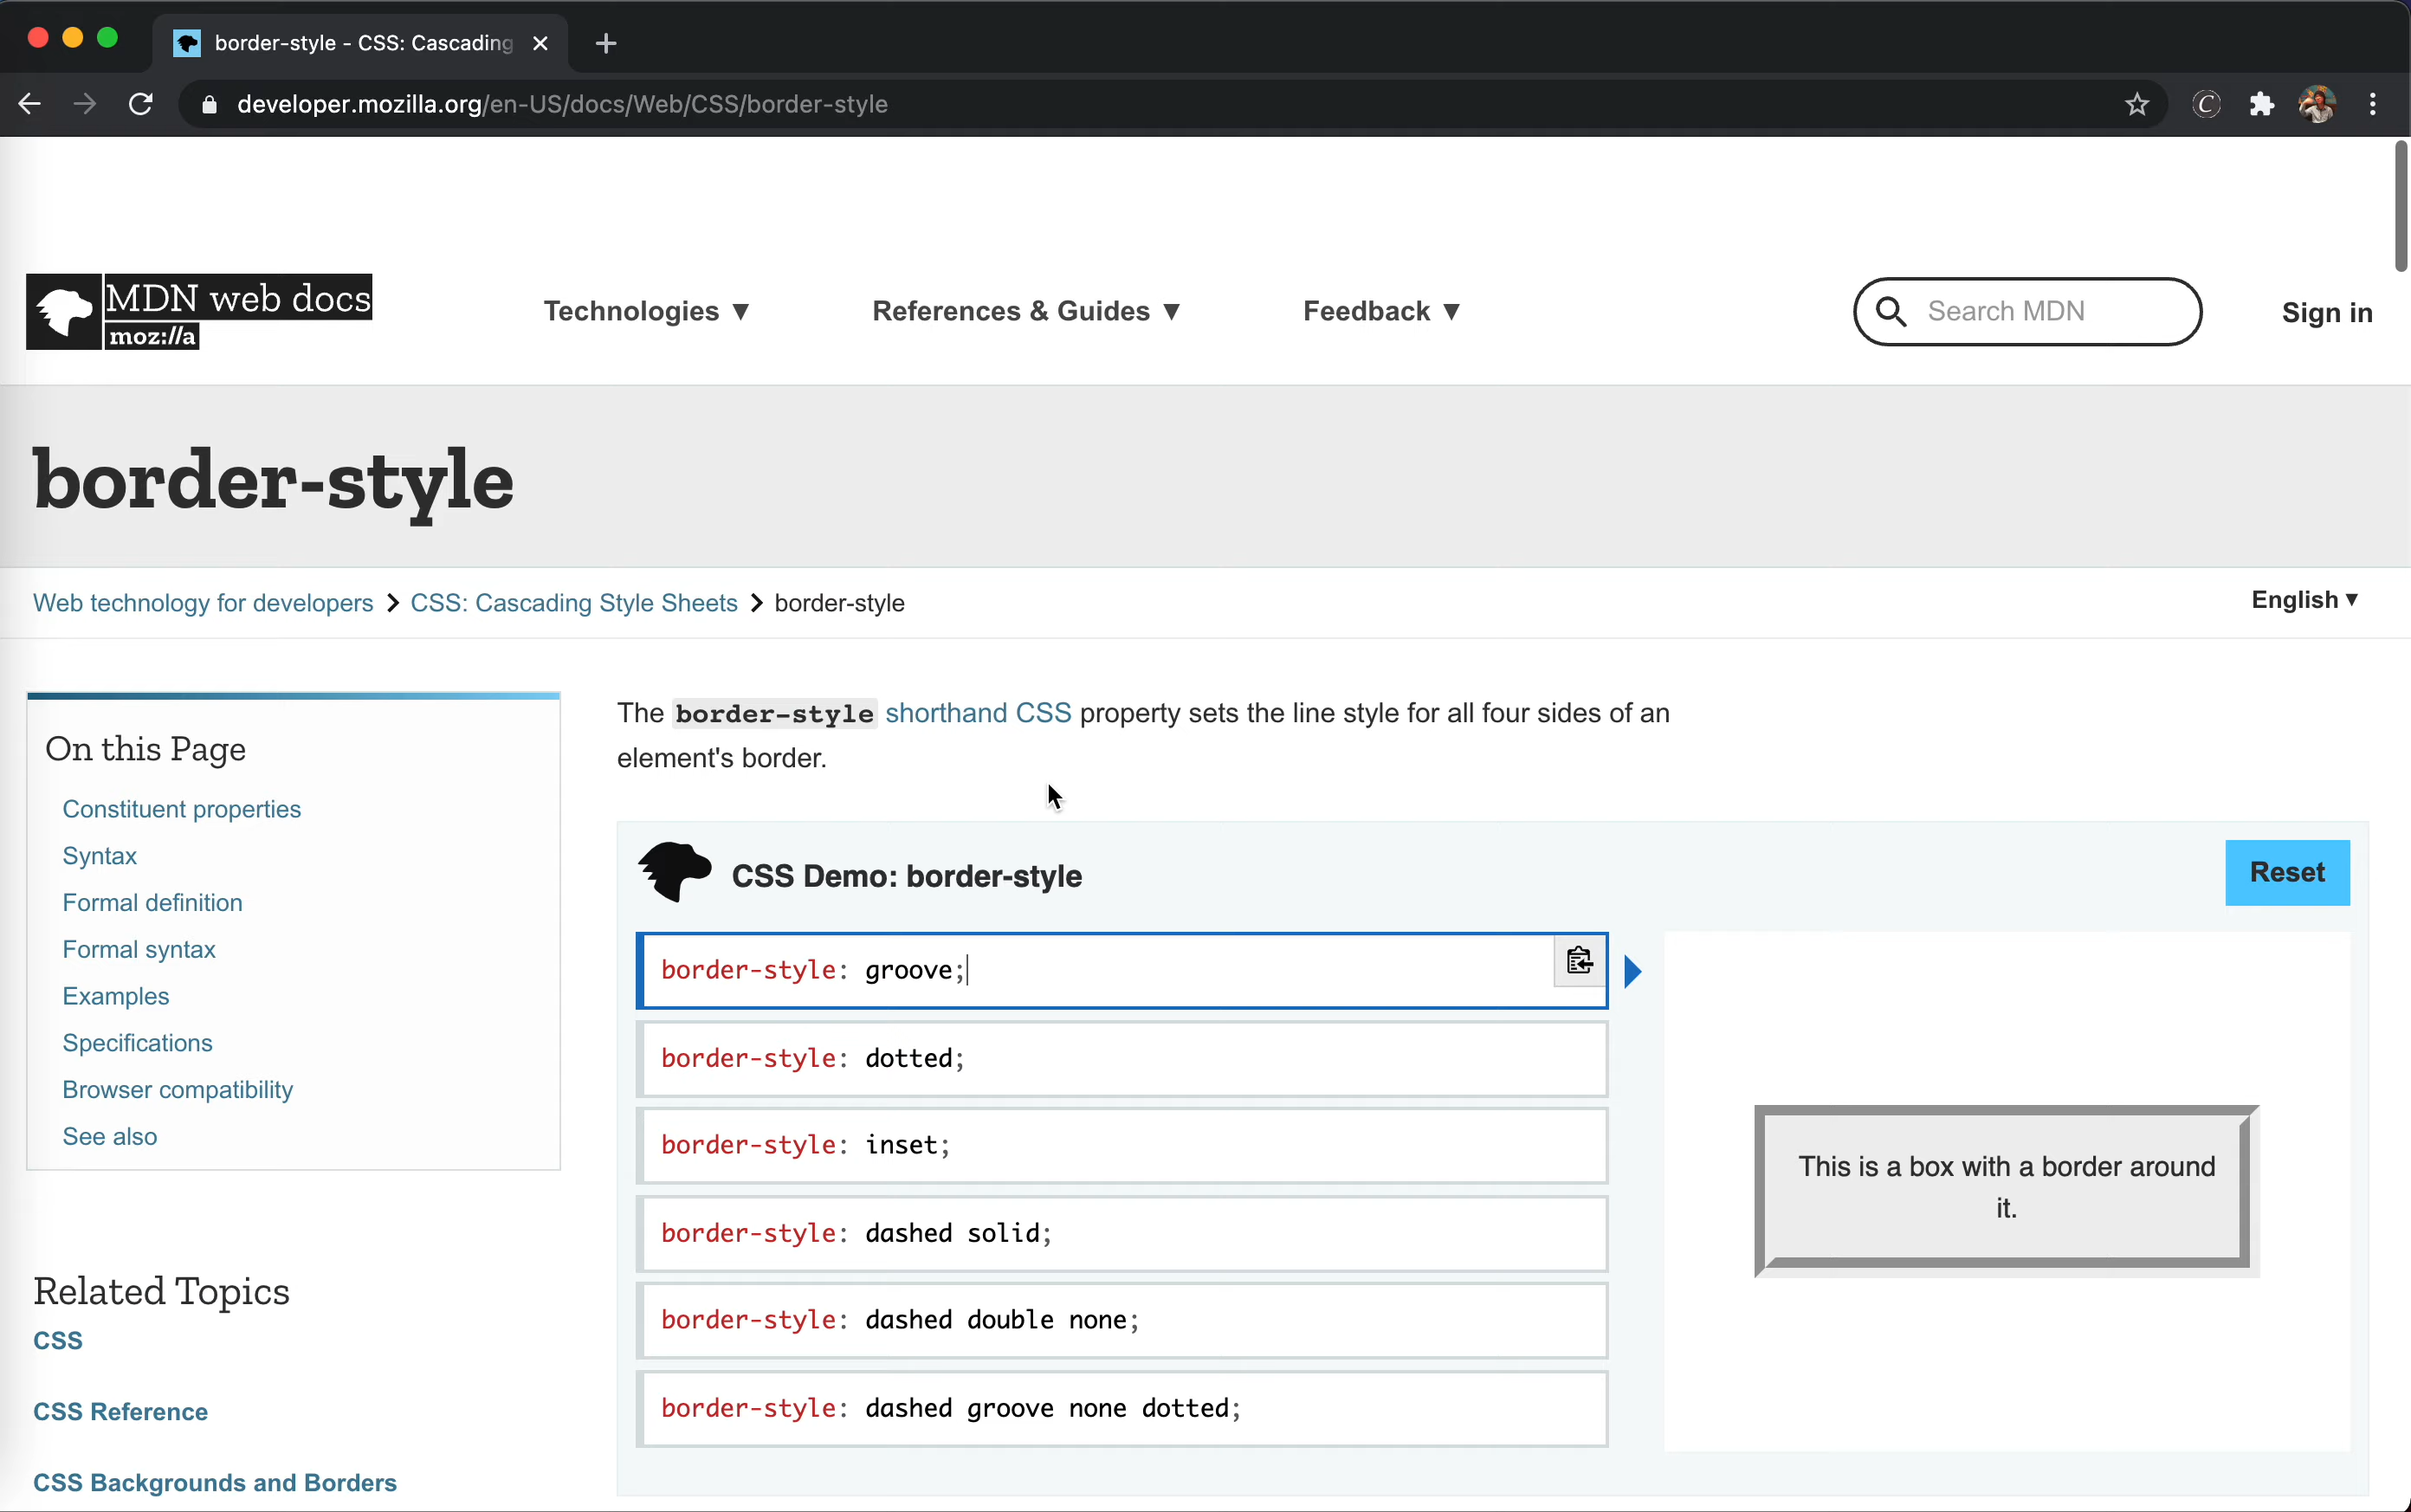 border-style - CSS: Cascading
developer.mozilla.org/en-US/docs/Web/CSS/border-style
MDN web docs
moz://a
Technologies ▼
References & Guides ▼
Feedback ▼
Search MDN
Sign in
border-style
Web technology for developers > CSS: Cascading Style Sheets > border-style
English ▼
On this Page
Constituent properties
Syntax
Formal definition
Formal syntax
Examples
Specifications
Browser compatibility
See also
Related Topics
CSS
CSS Reference
CSS Backgrounds and Borders
The border-style shorthand CSS property sets the line style for all four sides of an
element's border.
CSS Demo: border-style
Reset
border-style: groove;
border-style: dotted;
border-style: inset;
border-style: dashed solid;
border-style: dashed double none;
border-style: dashed groove none dotted;
This is a box with a border around
it.